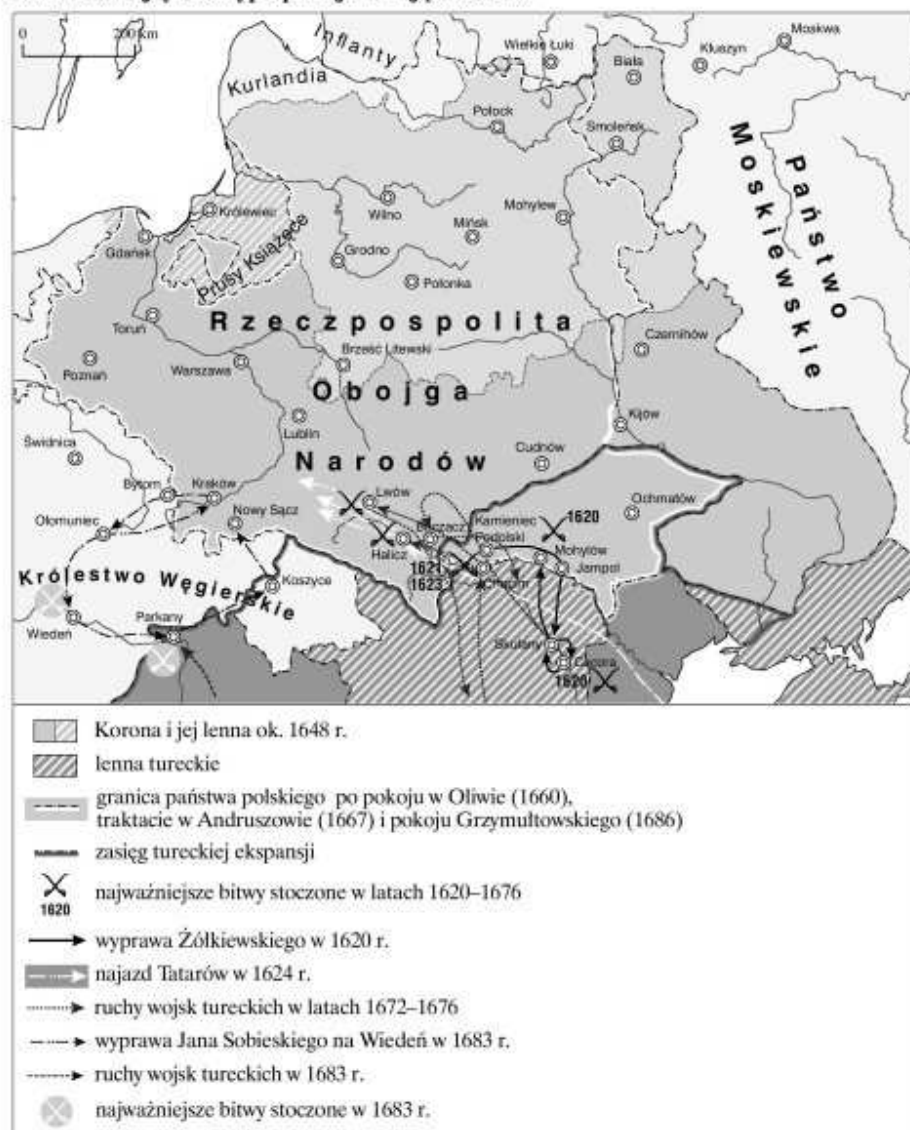 0 200 km
Inflanty
Wielkie Łuki
Moskwa
Kłuszyn
Biała
Kurlandia
Połock
Smoleńsk
Państwo
Moskiewskie
Królewiec
Wilno
Mińsk
Mohylew
Gdańsk
Grodno
Prusy Książęce
Połonka
Rzeczpospolita
Toruń
Czernihów
Brześć Litewski
Poznań
Warszawa
Obojga
Lublin
Kijów
Świdnica
Cudnów
Narodów
Bytom
Kraków
Lwów
Ochmatów
Ołomuniec
Nowy Sącz
Buczacz
Kamieniec
Podolski
1620
Halicz
Mohylów
1621
Jampol
Koszyce
1623
Chocim
Królestwo Węgierskie
Wiedeń
Parkany
Skulany
Cecora
1620
Korona i jej lenna ok. 1648 r.
lenna tureckie
granica państwa polskiego po pokoju w Oliwie (1660),
traktacie w Andruszowie (1667) i pokoju Grzymułtowskiego (1686)
zasięg tureckiej ekspansji
najważniejsze bitwy stoczone w latach 1620–1676
1620
wyprawa Żółkiewskiego w 1620 r.
najazd Tatarów w 1624 r.
ruchy wojsk tureckich w latach 1672–1676
wyprawa Jana Sobieskiego na Wiedeń w 1683 r.
ruchy wojsk tureckich w 1683 r.
najważniejsze bitwy stoczone w 1683 r.